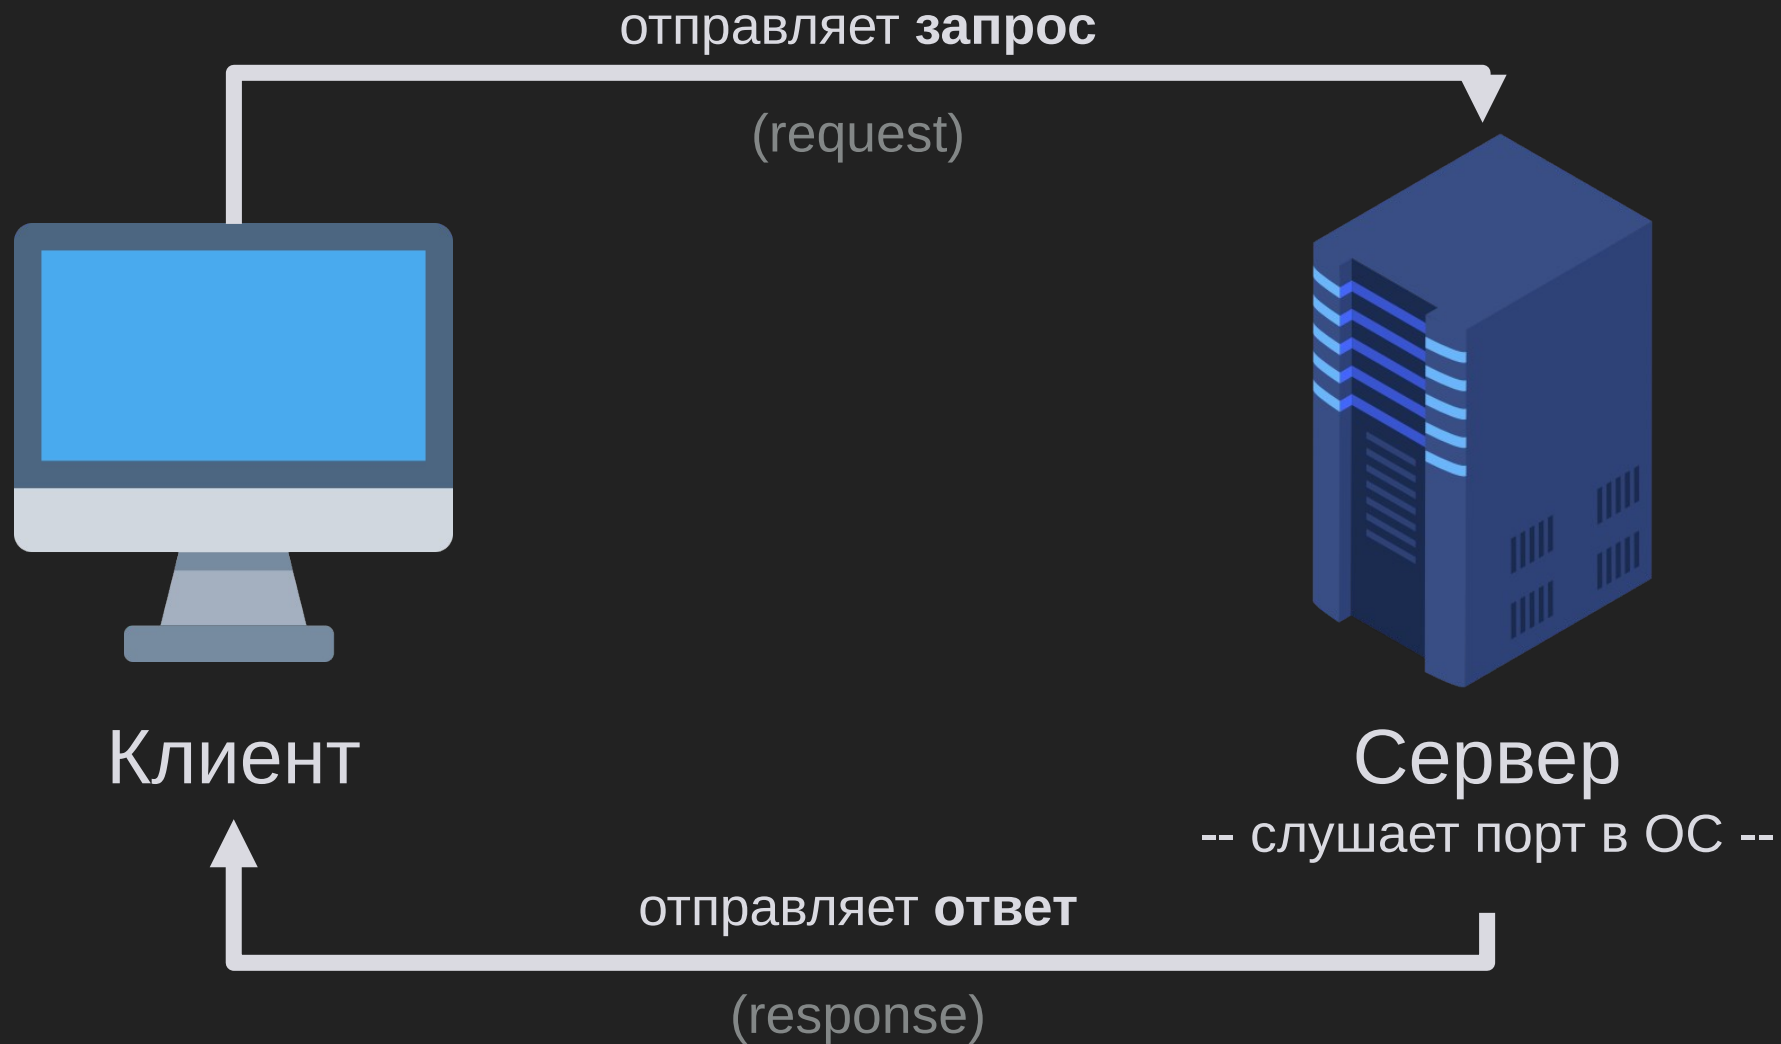 отправляет запрос
(request)
Клиент
Сервер
-- слушает порт в ОС --
отправляет ответ
(response)